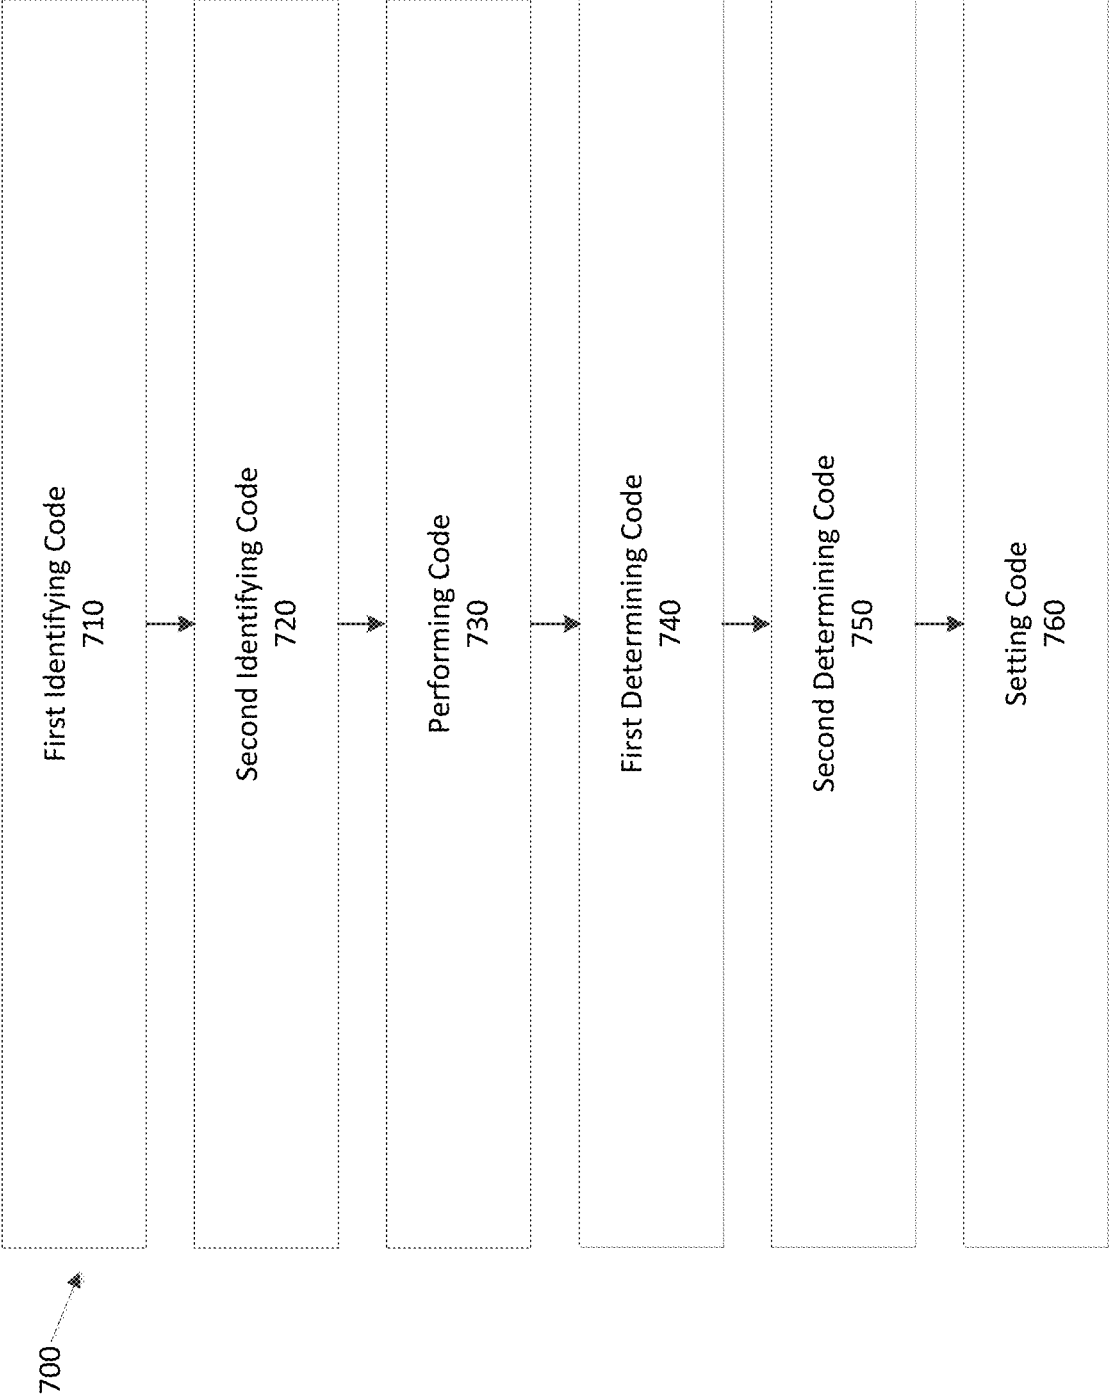 700
First Identifying Code
710
Second Identifying Code
720
Performing Code
730
First Determining Code
740
Second Determining Code
750
Setting Code
760